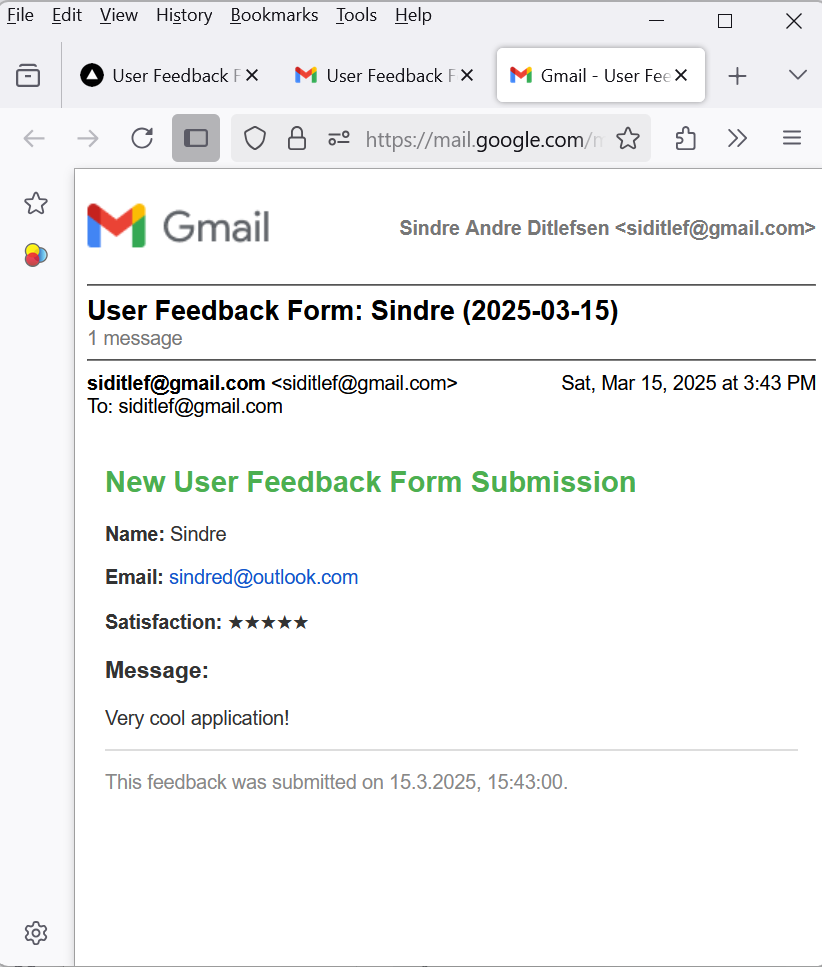 File Edit View History Bookmarks Tools Help
User Feedback F User Feedback F Gmail - User Fee
https://mail.google.com/m
Gmail Sindre Andre Ditlefsen <siditlef@gmail.com>
User Feedback Form: Sindre (2025-03-15)
1 message
siditlef@gmail.com <siditlef@gmail.com> Sat, Mar 15, 2025 at 3:43 PM
To: siditlef@gmail.com
New User Feedback Form Submission
Name: Sindre
Email: sindred@outlook.com
Satisfaction: ★★★★★
Message:
Very cool application!
This feedback was submitted on 15.3.2025, 15:43:00.